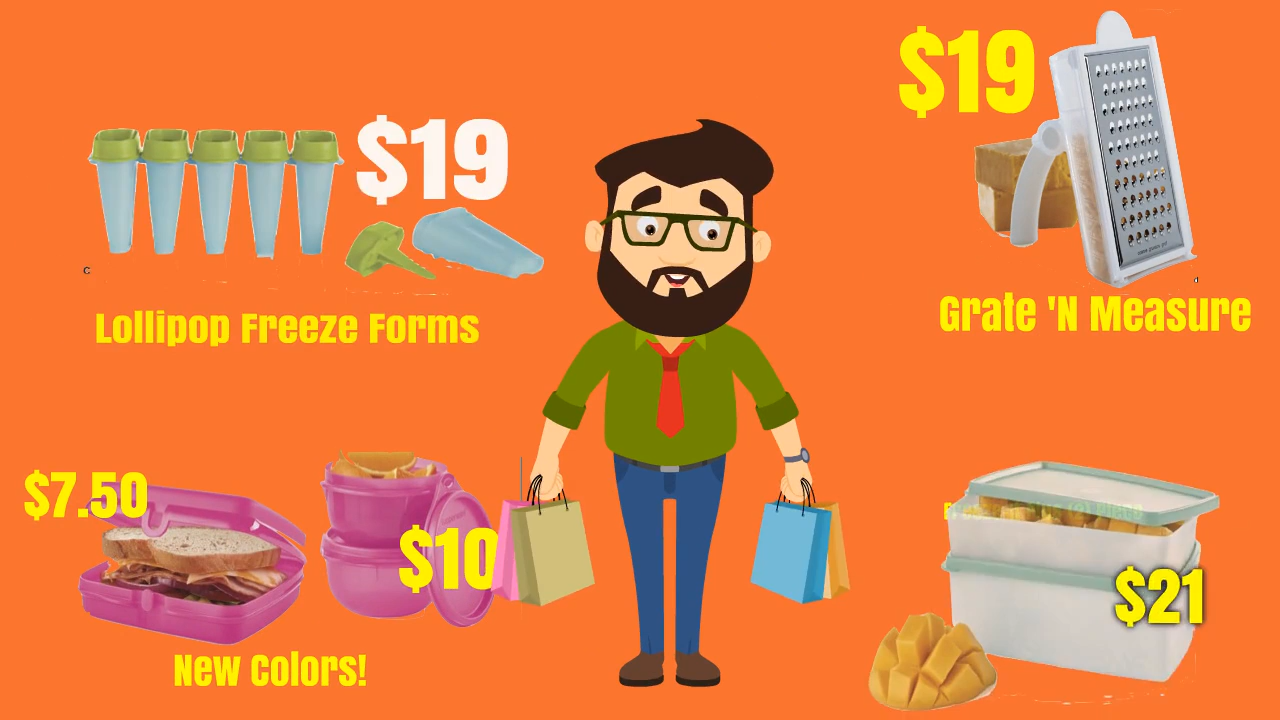 $19
$19
c
d
Grate 'N Measure
Lollipop Freeze Forms
$7.50
$10
$21
New Colors!